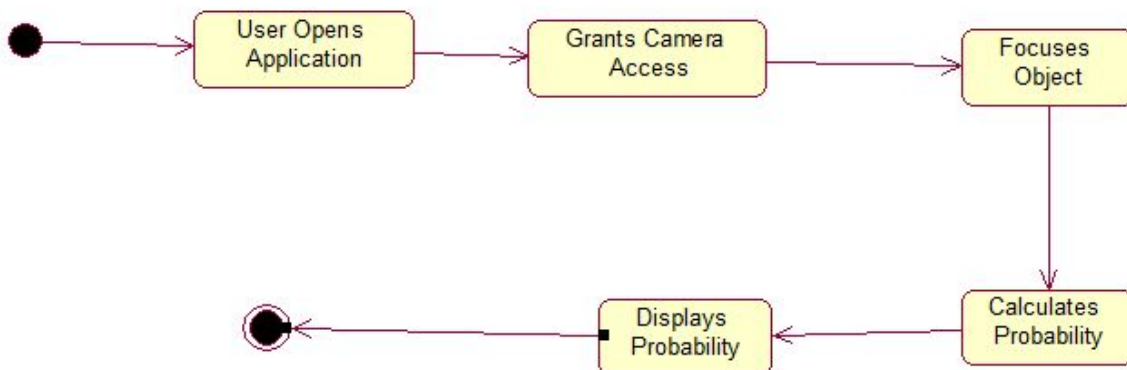 User Opens
Application
Grants Camera
Access
Focuses
Object
Calculates
Probability
Displays
Probability